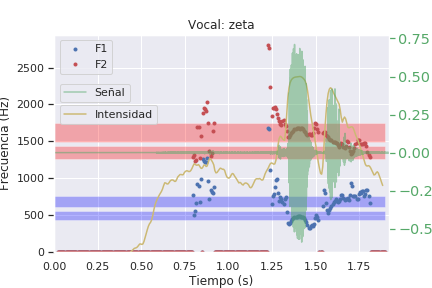 Vocal: zeta
F1
F2
Señal
Intensidad
Frecuencia (Hz)
2500
2000
1500
1000
500
0
0.75
0.50
0.25
0.00
−0.25
−0.50
0.00 0.25 0.50 0.75 1.00 1.25 1.50 1.75
Tiempo (s)